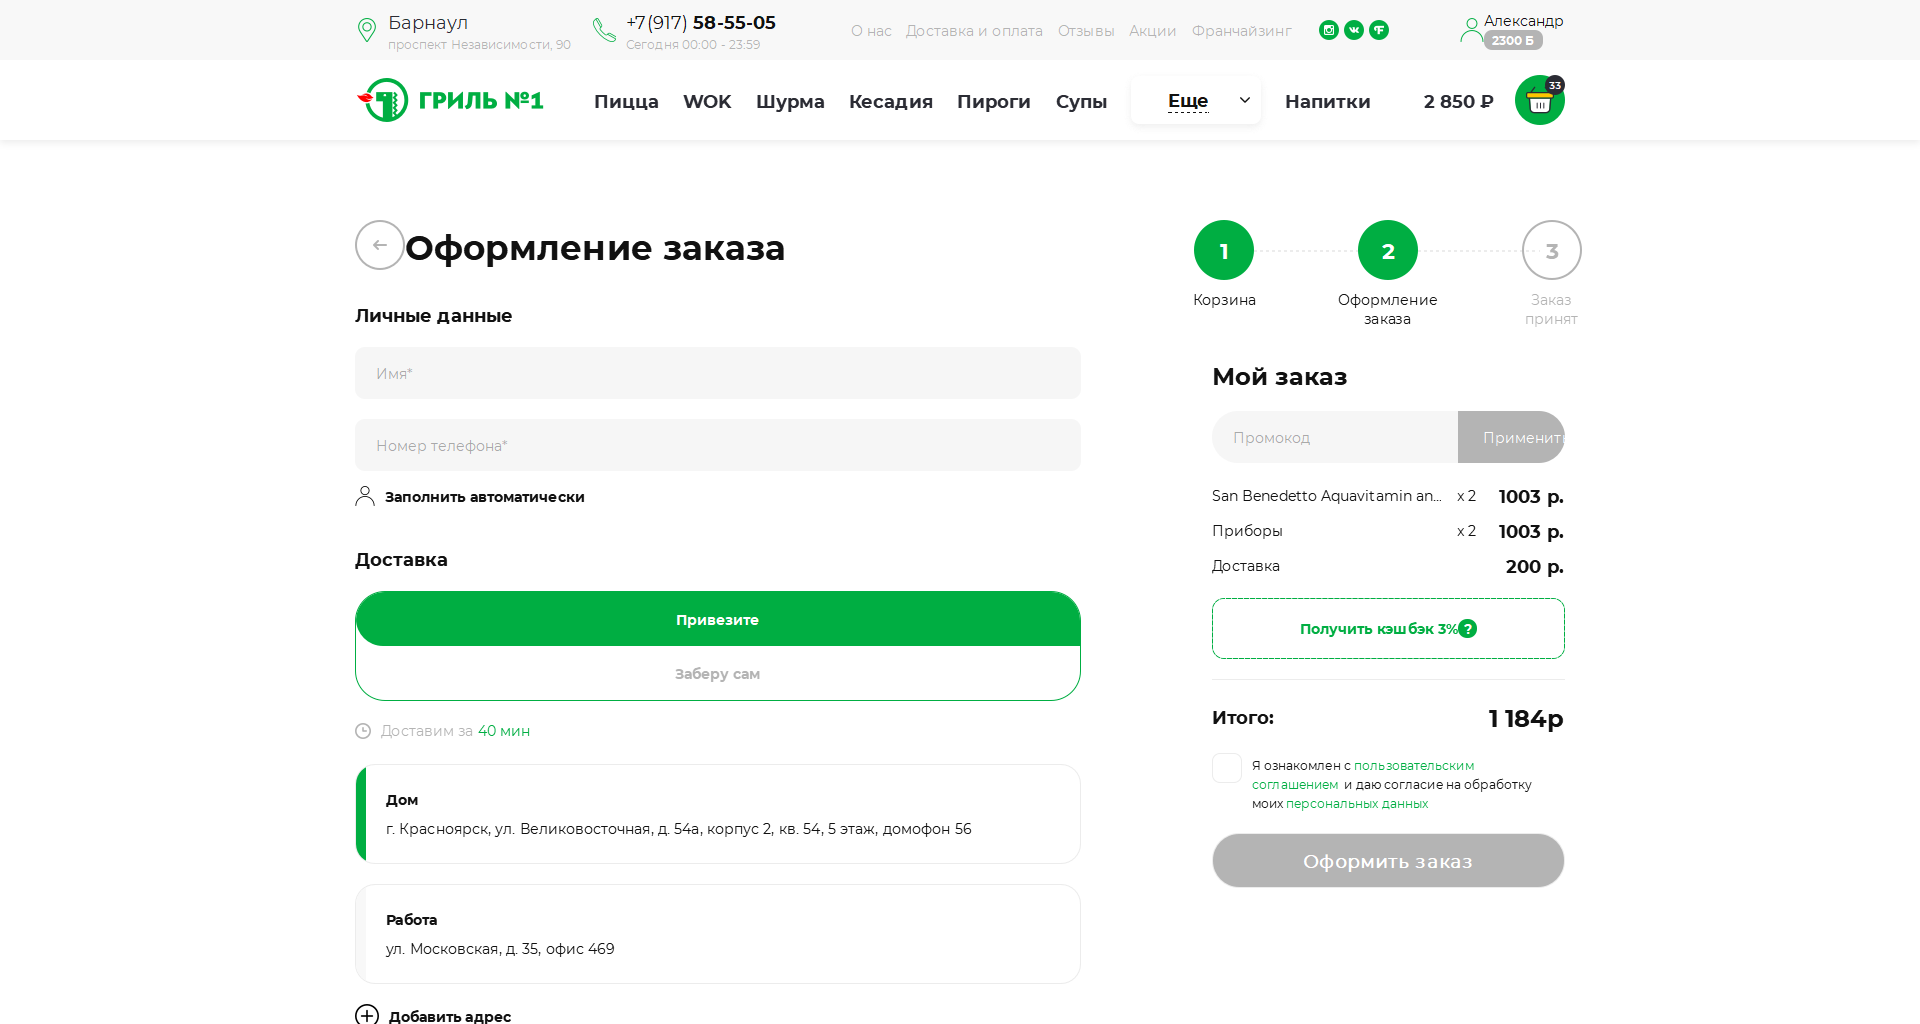 Барнаул
проспект Независимости, 90
+7(917) 58-55-05
Сегодня 00:00 - 23:59
О нас
Доставка и оплата
Отзывы
Акции
Франчайзинг
Александр
2300 Б
ГРИЛЬ №1
Пицца
WOK
Шурма
Кесадия
Пироги
Супы
Еще
Напитки
2 850 ₽
33
Оформление заказа
1
2
3
Корзина
Оформление
заказа
Заказ
принят
Личные данные
Имя*
Номер телефона*
Заполнить автоматически
Доставка
Привезите
Заберу сам
Доставим за 40 мин
Дом
г. Красноярск, ул. Великовосточная, д. 54а, корпус 2, кв. 54, 5 этаж, домофон 56
Работа
ул. Московская, д. 35, офис 469
Добавить адрес
Мой заказ
Промокод
Применить
San Benedetto Aquavitamin an... x 2 1003 р.
Приборы x 2 1003 р.
Доставка 200 р.
Получить кэшбэк 3% ?
Итого: 1 184р
Я ознакомлен с пользовательским
соглашением и даю согласие на обработку
моих персональных данных
Оформить заказ